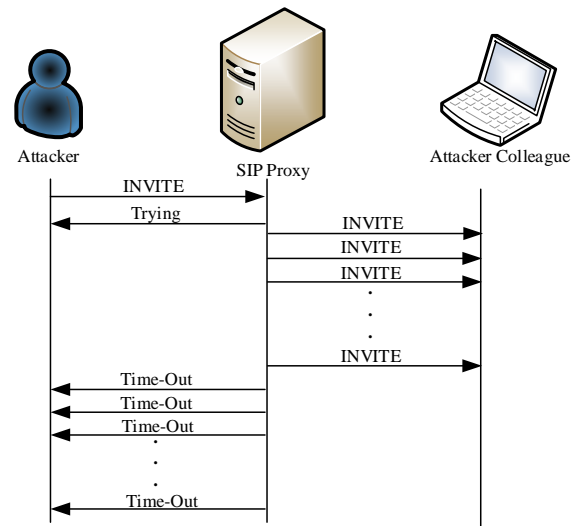 Attacker
SIP Proxy
Attacker Colleague
INVITE
Trying
INVITE
INVITE
INVITE
.
.
.
INVITE
Time-Out
Time-Out
Time-Out
.
.
.
Time-Out